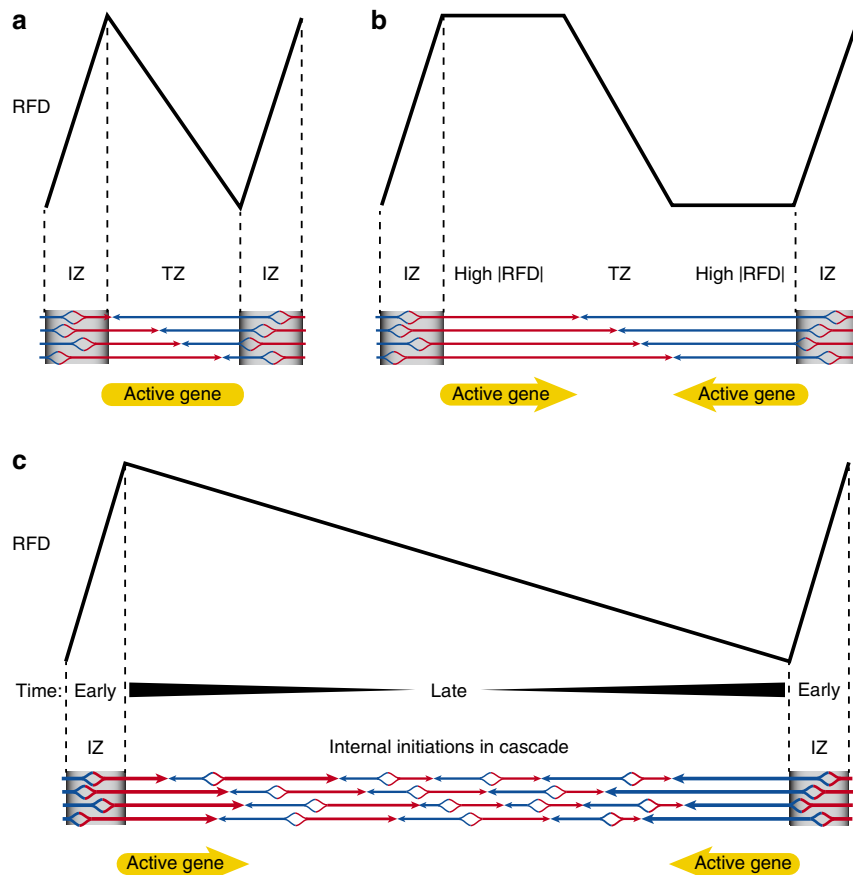 a
RFD
IZ TZ IZ
Active gene
b
IZ High |RFD| TZ High |RFD| IZ
Active gene Active gene
c
RFD
Time: Early Late Early
IZ Internal initiations in cascade IZ
Active gene Active gene